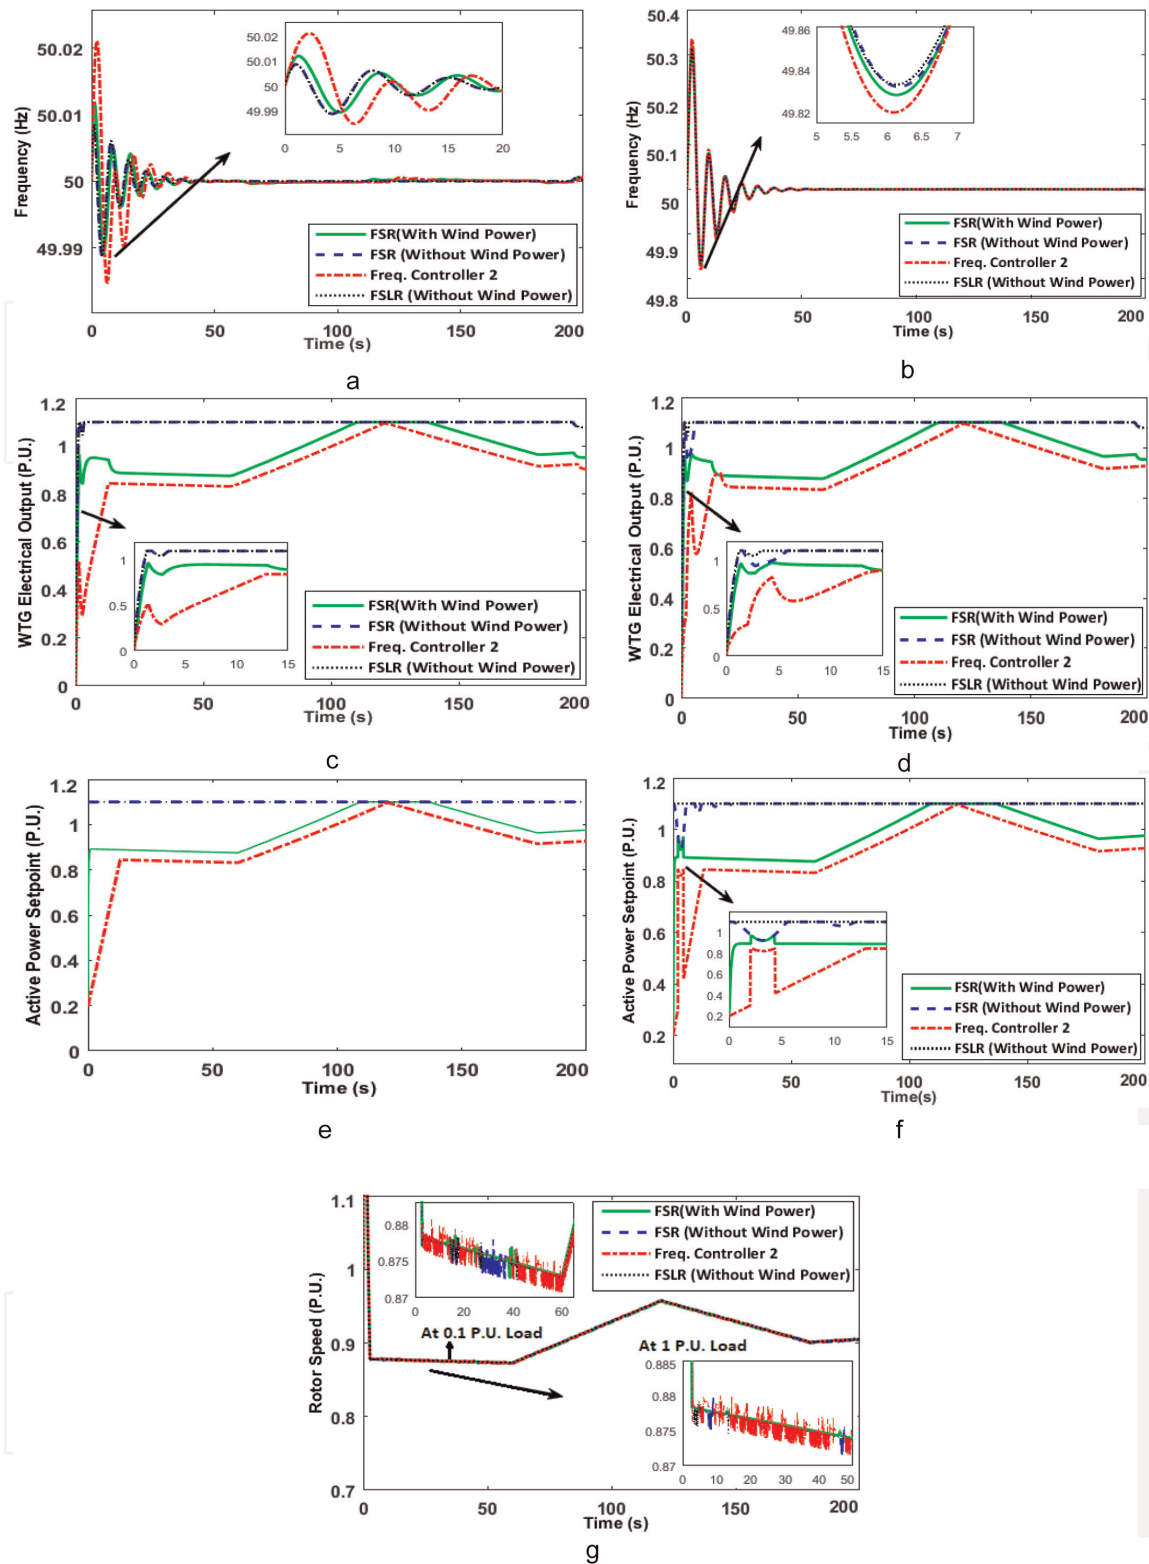 50.02
50.01
50
49.99
Frequency (Hz)
50.02
50.01
50
49.99
0 5 10 15 20
FSR(With Wind Power)
FSR (Without Wind Power)
Freq. Controller 2
FSLR (Without Wind Power)
0 50 100 150 200
Time (s)
a
50.4
50.3
50.2
50.1
50
49.9
49.8
Frequency (Hz)
49.86
49.84
49.82
5 5.5 6 6.5 7
FSR(With Wind Power)
FSR (Without Wind Power)
Freq. Controller 2
FSLR (Without Wind Power)
0 50 100 150 200
Time (s)
b
1.2
1
0.8
0.6
0.4
0.2
0
WTG Electrical Output (P.U.)
1
0.5
0
0 5 10 15
FSR(With Wind Power)
FSR (Without Wind Power)
Freq. Controller 2
FSLR (Without Wind Power)
0 50 100 150 200
Time (s)
c
1.2
1
0.8
0.6
0.4
0.2
0
WTG Electrical Output (P.U.)
1
0.5
0
0 5 10 15
FSR(With Wind Power)
FSR (Without Wind Power)
Freq. Controller 2
FSLR (Without Wind Power)
0 50 100 150 200
Time (s)
d
1.2
1
0.8
0.6
0.4
0.2
0
Active Power Setpoint (P.U.)
0 50 100 150 200
Time (s)
e
1.2
1
0.8
0.6
0.4
0.2
Active Power Setpoint (P.U.)
1
0.8
0.6
0.4
0.2
0 5 10 15
FSR(With Wind Power)
FSR (Without Wind Power)
Freq. Controller 2
FSLR (Without Wind Power)
0 50 100 150 200
Time(s)
f
1.1
1
0.9
0.8
0.7
Rotor Speed (P.U.)
0.88
0.875
0.87
0 20 40 60
At 0.1 P.U. Load
FSR(With Wind Power)
FSR (Without Wind Power)
Freq. Controller 2
FSLR (Without Wind Power)
At 1 P.U. Load
0.885
0.88
0.875
0.87
0 10 20 30 40 50
0 50 100 150 200
Time (s)
g